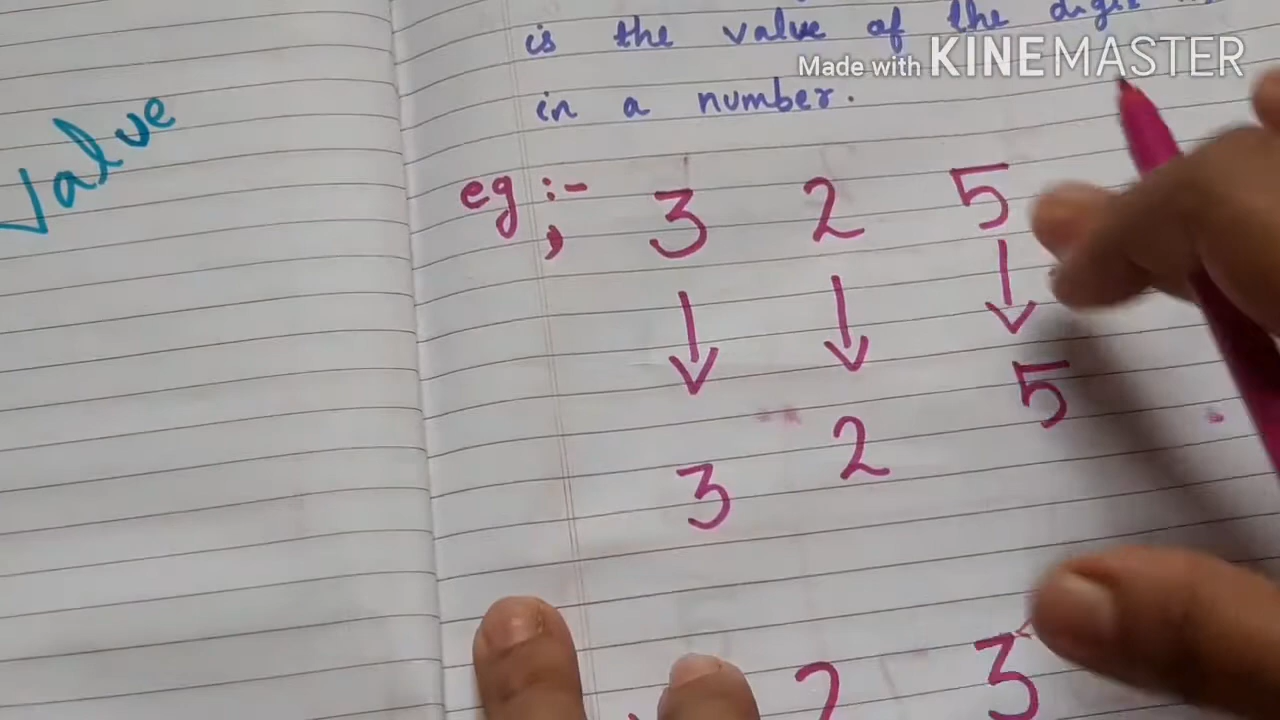 is the value of the digit
in a number.
Made with KINEMASTER
Value
eg :- 3 2 5
3 2 5
2 3